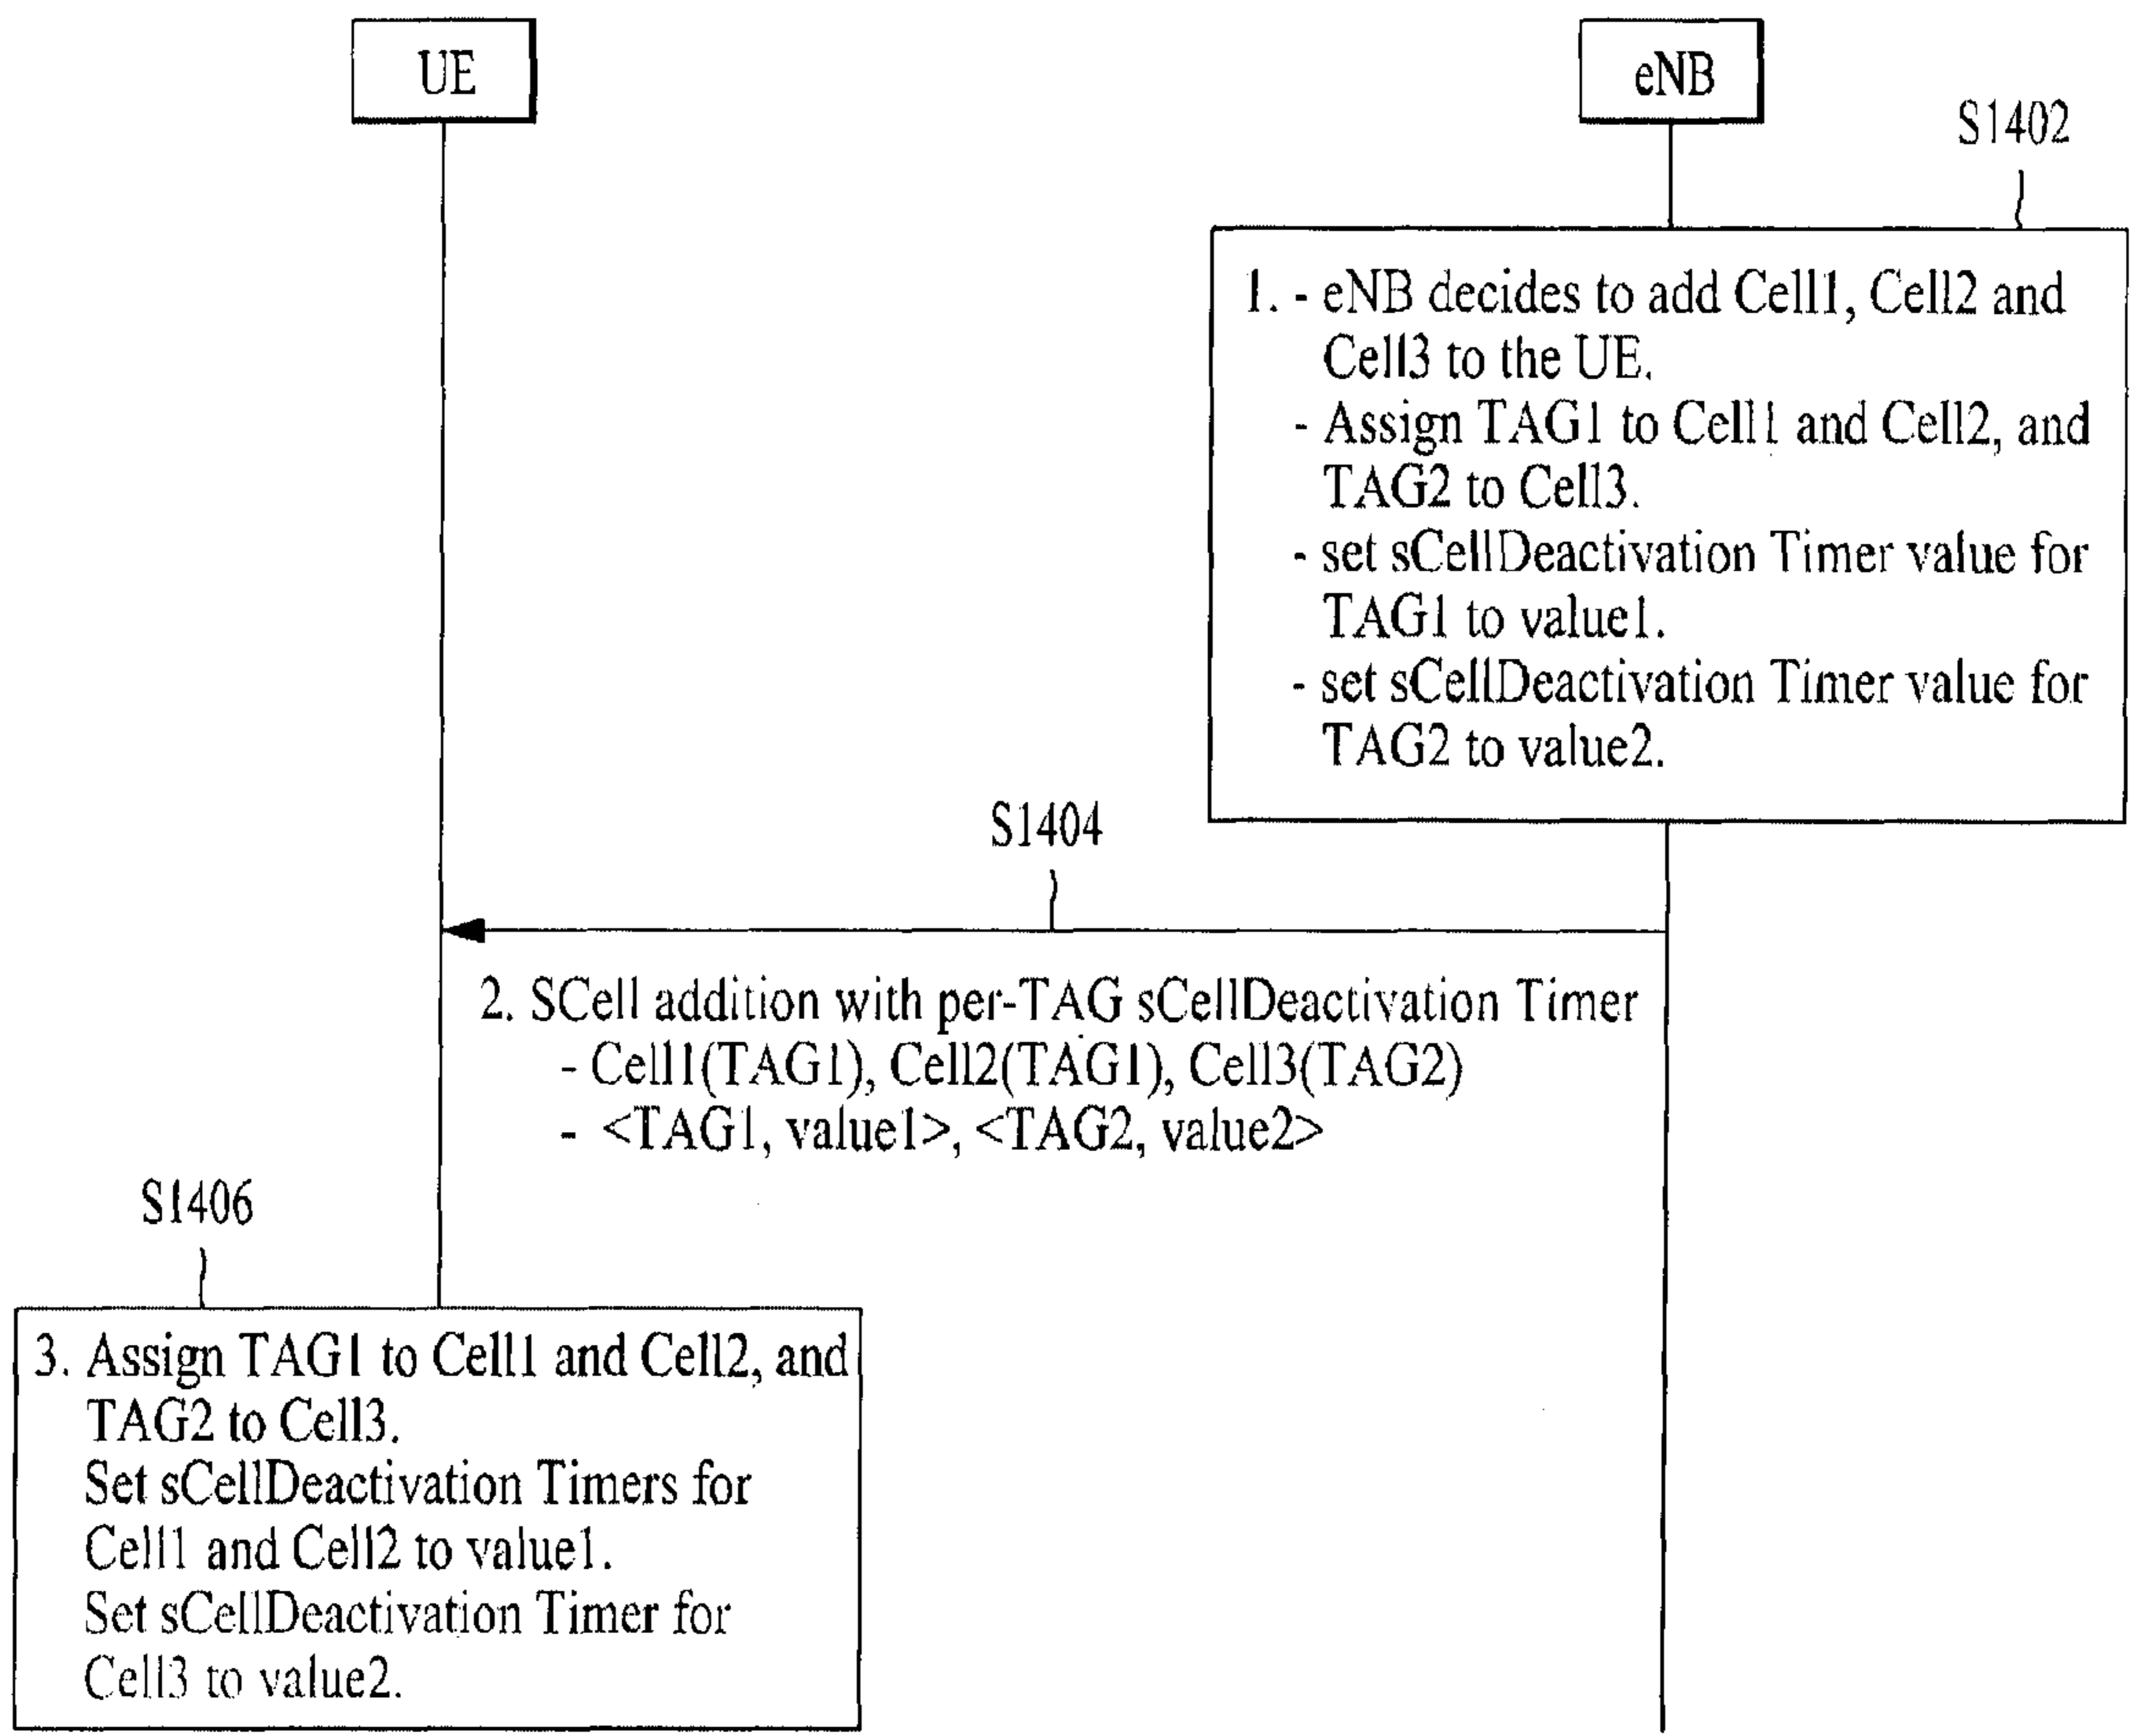 UE
eNB
S1402
1. - eNB decides to add Cell1, Cell2 and
Cell3 to the UE.
- Assign TAG1 to Cell1 and Cell2, and
TAG2 to Cell3.
- set sCellDeactivation Timer value for
TAG1 to value1.
- set sCellDeactivation Timer value for
TAG2 to value2.
S1404
2. SCell addition with per-TAG sCellDeactivation Timer
- Cell1(TAG1), Cell2(TAG1), Cell3(TAG2)
- <TAG1, value1>, <TAG2, value2>
S1406
3. Assign TAG1 to Cell1 and Cell2, and
TAG2 to Cell3.
Set sCellDeactivation Timers for
Cell1 and Cell2 to value1.
Set sCellDeactivation Timer for
Cell3 to value2.